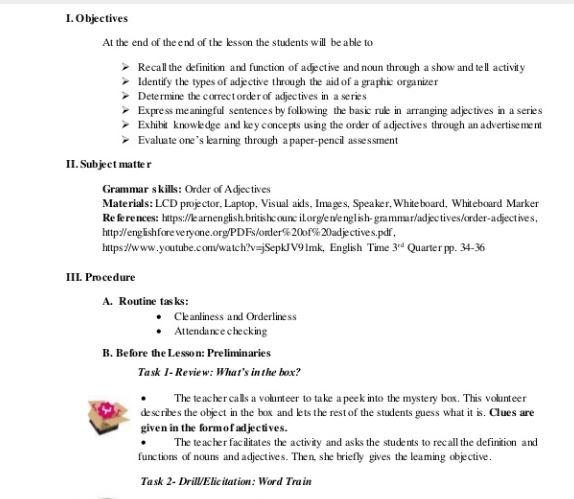 I. Objectives
At the end of the end of the lesson the students will be able to
➢ Recall the definition and function of adjective and noun through a show and tell activity
➢ Identify the types of adjective through the aid of a graphic organizer
➢ Determine the correct order of adjectives in a series
➢ Express meaningful sentences by following the basic rule in arranging adjectives in a series
➢ Exhibit knowledge and key concepts using the order of adjectives through an advertisement
➢ Evaluate one's learning through a paper-pencil assessment
II. Subject matter
Grammar skills: Order of Adjectives
Materials: LCD projector, Laptop, Visual aids, Images, Speaker, Whiteboard, Whiteboard Marker
References: https://learnenglish.britishcouncil.org/en/english-grammar/adjectives/order-adjectives,
http://englishforeveryone.org/PDFs/order%20of%20adjectives.pdf,
https://www.youtube.com/watch?v=jSepkJV91mk, English Time 3rd Quarter pp. 34-36
III. Procedure
A. Routine tasks:
• Cleanliness and Orderliness
• Attendance checking
B. Before the Lesson: Preliminaries
Task 1- Review: What's in the box?
• The teacher calls a volunteer to take a peek into the mystery box. This volunteer
describes the object in the box and lets the rest of the students guess what it is. Clues are
given in the form of adjectives.
• The teacher facilitates the activity and asks the students to recall the definition and
functions of nouns and adjectives. Then, she briefly gives the learning objective.
Task 2- Drill/Elicitation: Word Train